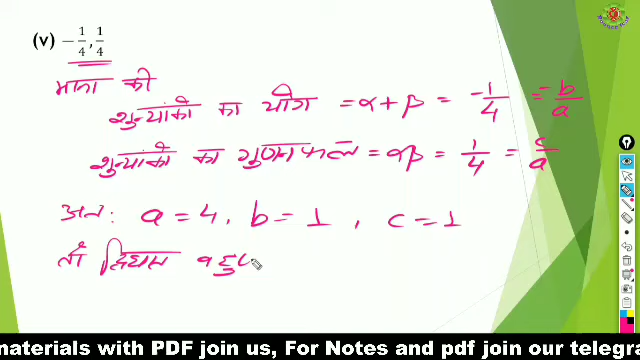 (v) -1/4, 1/4
माना की
शुन्यांको का योग = α + β = -1/4 = -b/a
शुन्यांको का गुणनफल = αβ = 1/4 = c/a
अतः a = 4, b = 1, c = 1
तो द्विघात बहु
materials with PDF join us, For Notes and pdf join our telegra